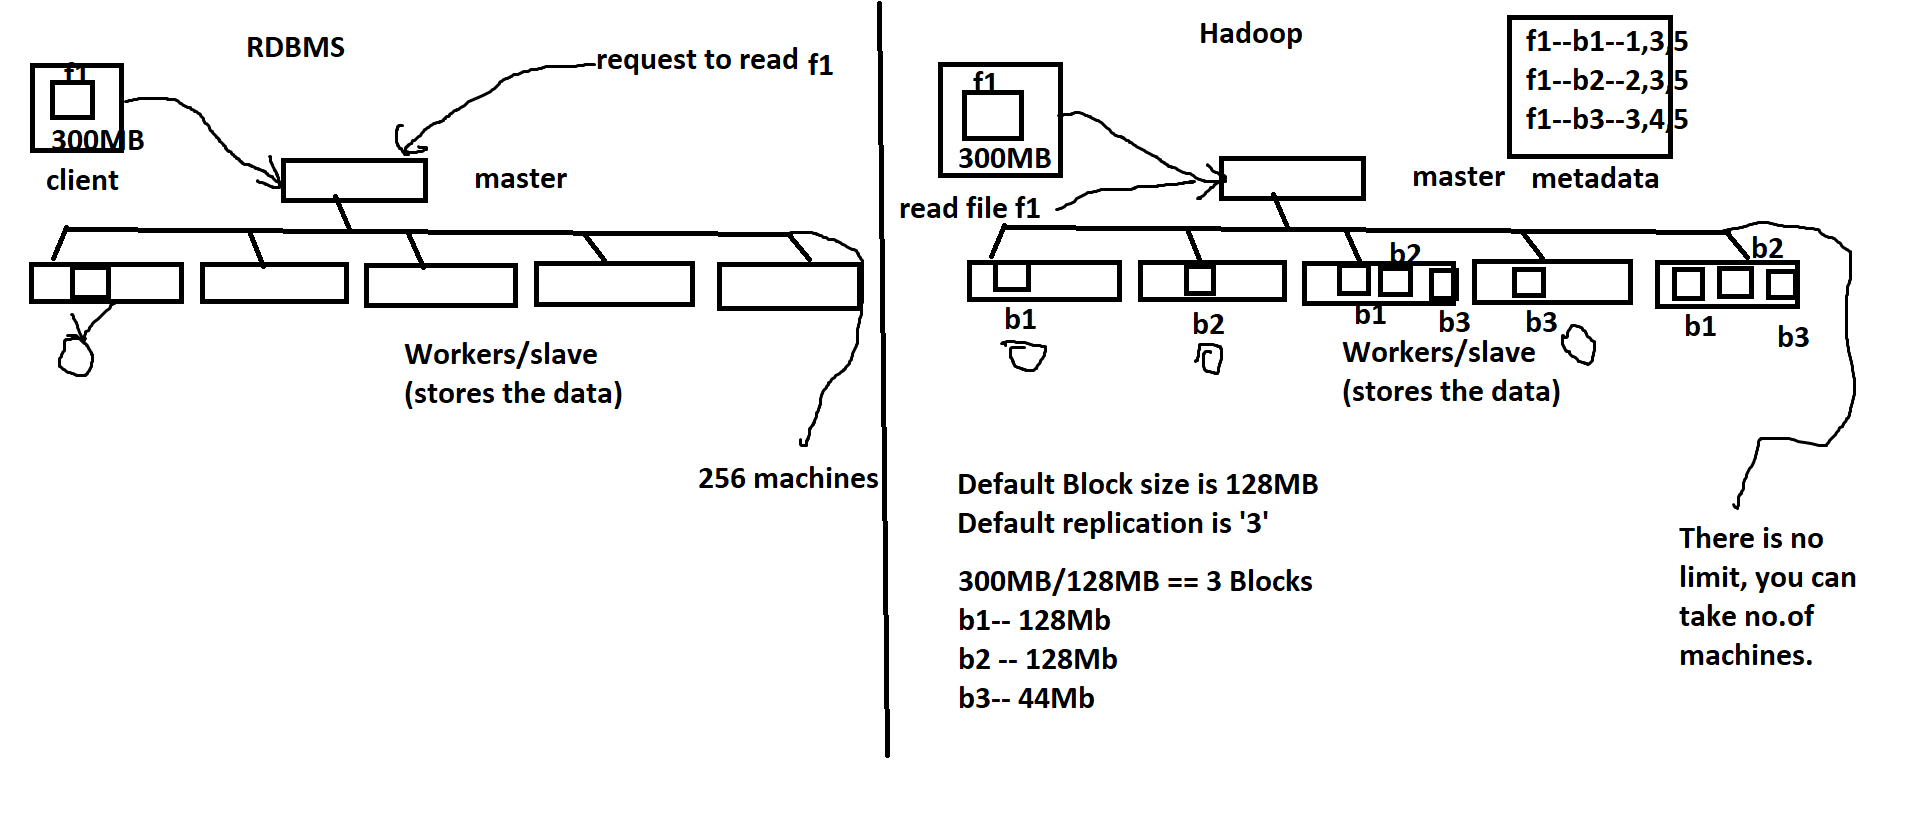 RDBMS
f1
300MB
client
request to read f1
master
Workers/slave
(stores the data)
256 machines
Hadoop
f1
300MB
read file f1
master
f1--b1--1,3,5
f1--b2--2,3,5
f1--b3--3,4,5
metadata
b2
b2
b1
b2
b1
b3
b3
b1
b3
Workers/slave
(stores the data)
Default Block size is 128MB
Default replication is '3'
300MB/128MB == 3 Blocks
b1-- 128Mb
b2 -- 128Mb
b3-- 44Mb
There is no
limit, you can
take no.of
machines.